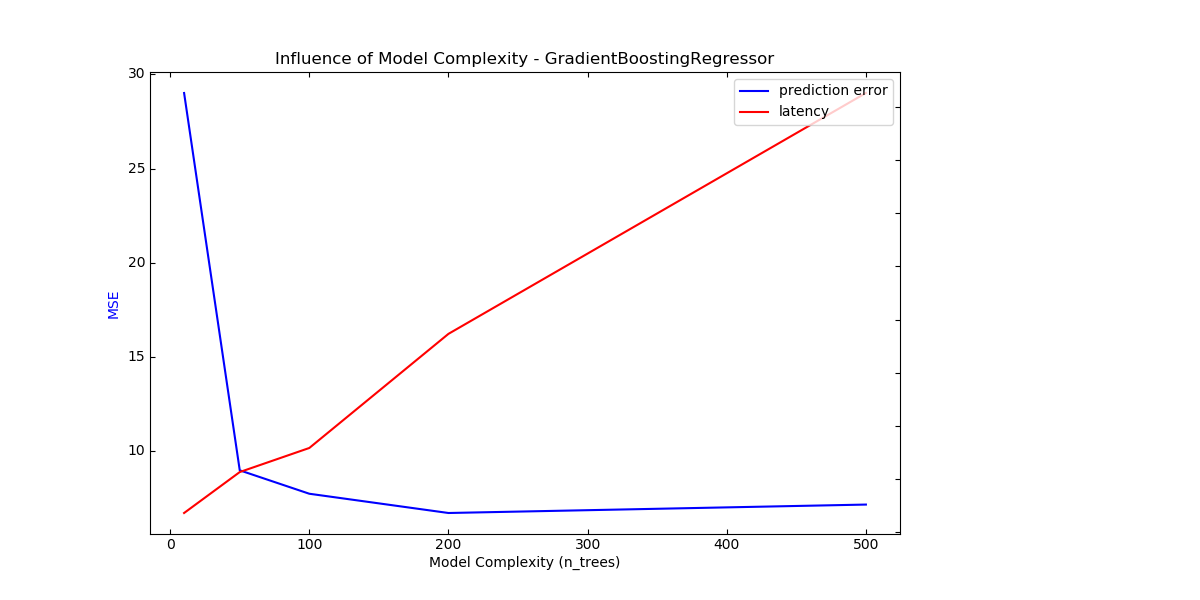 Influence of Model Complexity - GradientBoostingRegressor
prediction error
latency
30
25
20
15
10
MSE
0 100 200 300 400 500
Model Complexity (n_trees)